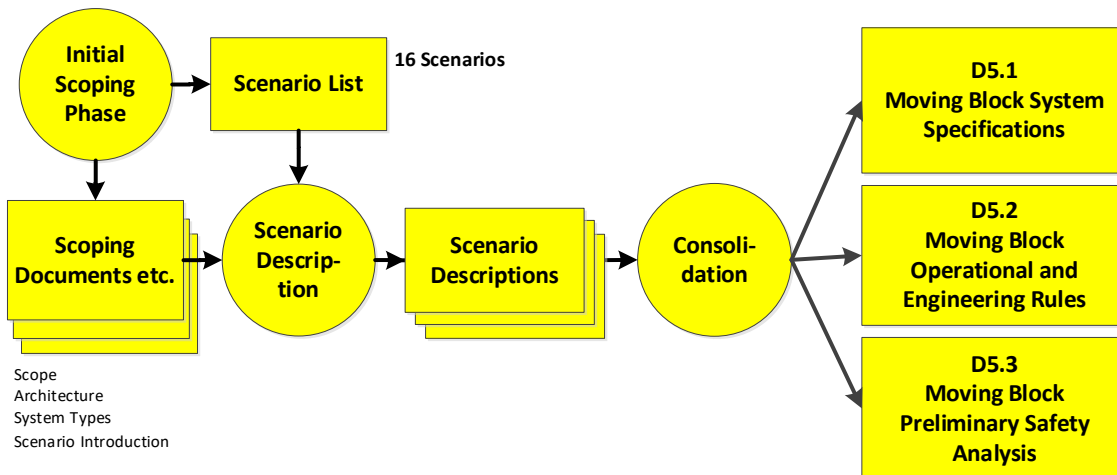 Initial
Scoping
Phase
Scenario List
16 Scenarios
Scoping
Documents etc.
Scope
Architecture
System Types
Scenario Introduction
Scenario
Descrip-
tion
Scenario
Descriptions
Consoli-
dation
D5.1
Moving Block System
Specifications
D5.2
Moving Block
Operational and
Engineering Rules
D5.3
Moving Block
Preliminary Safety
Analysis